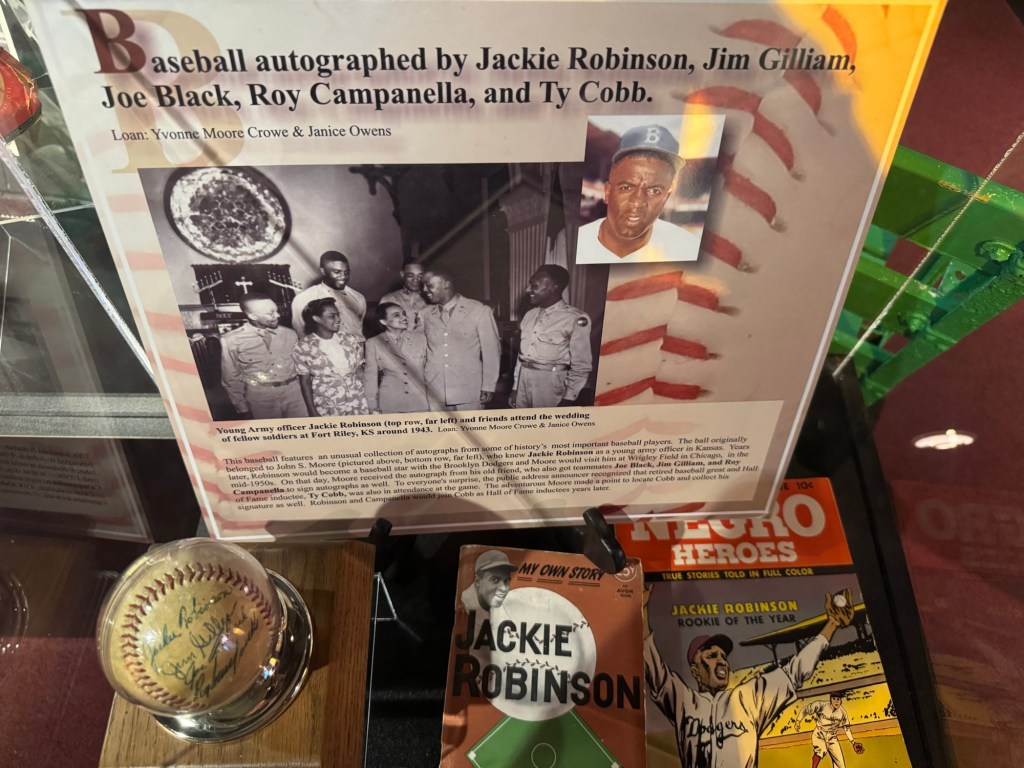 Baseball autographed by Jackie Robinson, Jim Gilliam,
Joe Black, Roy Campanella, and Ty Cobb.
Loan: Yvonne Moore Crowe & Janice Owens
B
Young Army officer Jackie Robinson (top row, far left) and friends attend the wedding
of fellow soldiers at Fort Riley, KS around 1943. Loan: Yvonne Moore Crowe & Janice Owens
This baseball features an unusual collection of autographs from some of history's most important baseball players. The ball originally
belonged to John S. Moore (pictured above, bottom row, far left), who knew Jackie Robinson as a young army officer in Kansas. Years
later, Robinson would become a baseball star with the Brooklyn Dodgers and Moore would visit him at Wrigley Field in Chicago, in the
mid-1950s. On that day, Moore received the autograph from his old friend, who also got teammates Joe Black, Jim Gilliam, and Roy
Campanella to sign autographs as well. To everyone's surprise, the public address announcer recognized that retired baseball great and Hall
of Fame inductee, Ty Cobb, was also in attendance at the game. The adventurous Moore made a point to locate Cobb and collect his
signature as well. Robinson and Campanella would join Cobb as Hall of Fame inductees years later.
Jackie Robinson
Jim Gilliam
Joe
Campanella
MY OWN STORY
JACKIE
ROBINSON
10¢
NEGRO
HEROES
TRUE STORIES TOLD IN FULL COLOR
JACKIE ROBINSON
ROOKIE OF THE YEAR
Dodgers